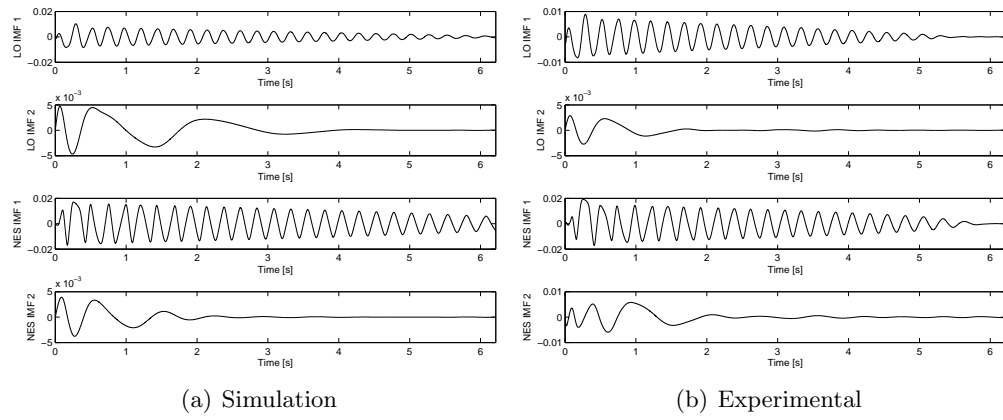 0.02
0
−0.02
LO IMF 1
0 1 2 3 4 5 6
Time [s]
x 10⁻³
5
0
−5
LO IMF 2
0 1 2 3 4 5 6
Time [s]
0.02
0
−0.02
NES IMF 1
0 1 2 3 4 5 6
Time [s]
x 10⁻³
5
0
−5
NES IMF 2
0 1 2 3 4 5 6
Time [s]
(a) Simulation
0.01
0
−0.01
LO IMF 1
0 1 2 3 4 5 6
Time [s]
x 10⁻³
5
0
−5
LO IMF 2
0 1 2 3 4 5 6
Time [s]
0.02
0
−0.02
NES IMF 1
0 1 2 3 4 5 6
Time [s]
0.01
0
−0.01
NES IMF 2
0 1 2 3 4 5 6
Time [s]
(b) Experimental